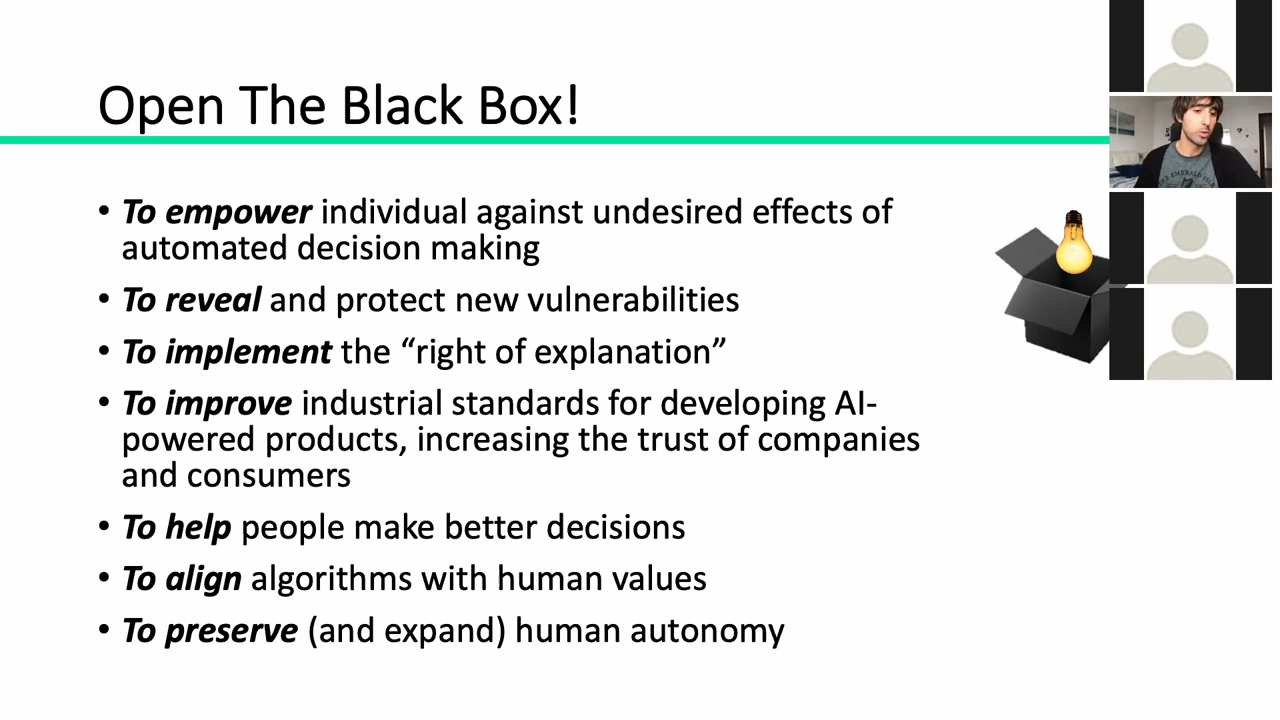 Open The Black Box!
• To empower individual against undesired effects of
automated decision making
• To reveal and protect new vulnerabilities
• To implement the “right of explanation”
• To improve industrial standards for developing AI-
powered products, increasing the trust of companies
and consumers
• To help people make better decisions
• To align algorithms with human values
• To preserve (and expand) human autonomy
THE EMERALD ISL